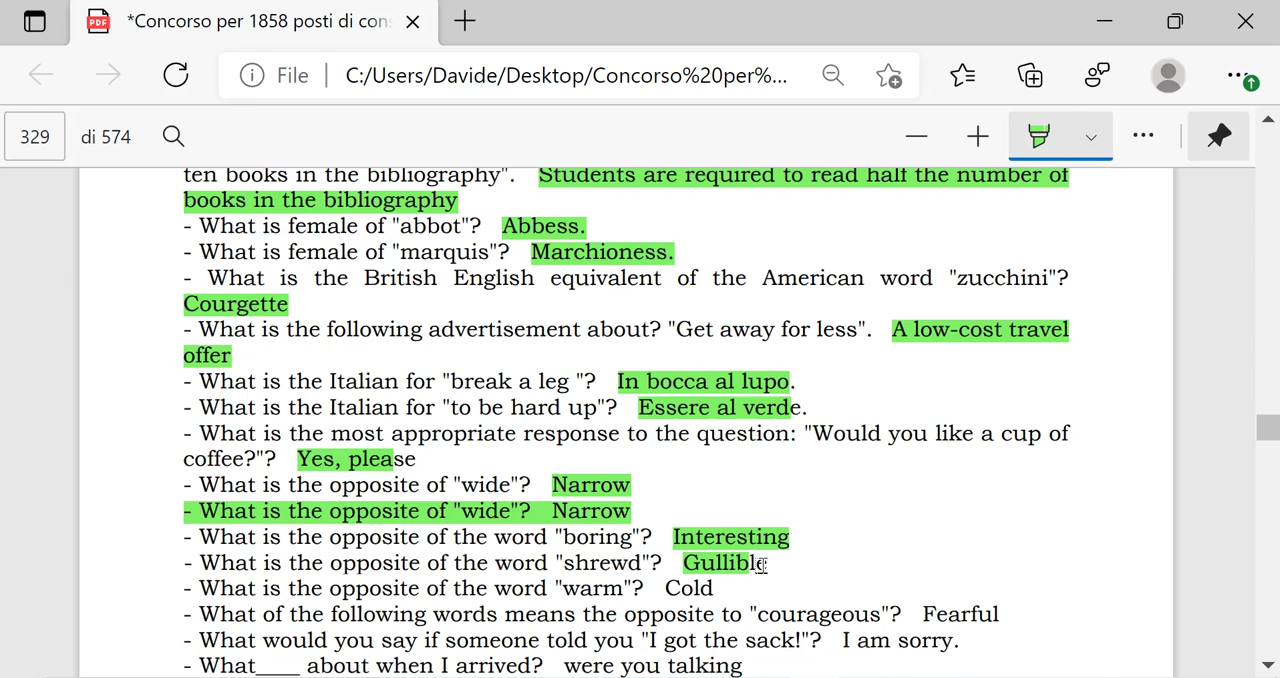 *Concorso per 1858 posti di con
File | C:/Users/Davide/Desktop/Concorso%20per%...
329 di 574
ten books in the bibliography". Students are required to read half the number of
books in the bibliography
- What is female of "abbot"? Abbess.
- What is female of "marquis"? Marchioness.
- What is the British English equivalent of the American word "zucchini"?
Courgette
- What is the following advertisement about? "Get away for less". A low-cost travel
offer
- What is the Italian for "break a leg "? In bocca al lupo.
- What is the Italian for "to be hard up"? Essere al verde.
- What is the most appropriate response to the question: "Would you like a cup of
coffee?"? Yes, please
- What is the opposite of "wide"? Narrow
- What is the opposite of "wide"? Narrow
- What is the opposite of the word "boring"? Interesting
- What is the opposite of the word "shrewd"? Gullible
- What is the opposite of the word "warm"? Cold
- What of the following words means the opposite to "courageous"? Fearful
- What would you say if someone told you "I got the sack!"? I am sorry.
- What____ about when I arrived? were you talking